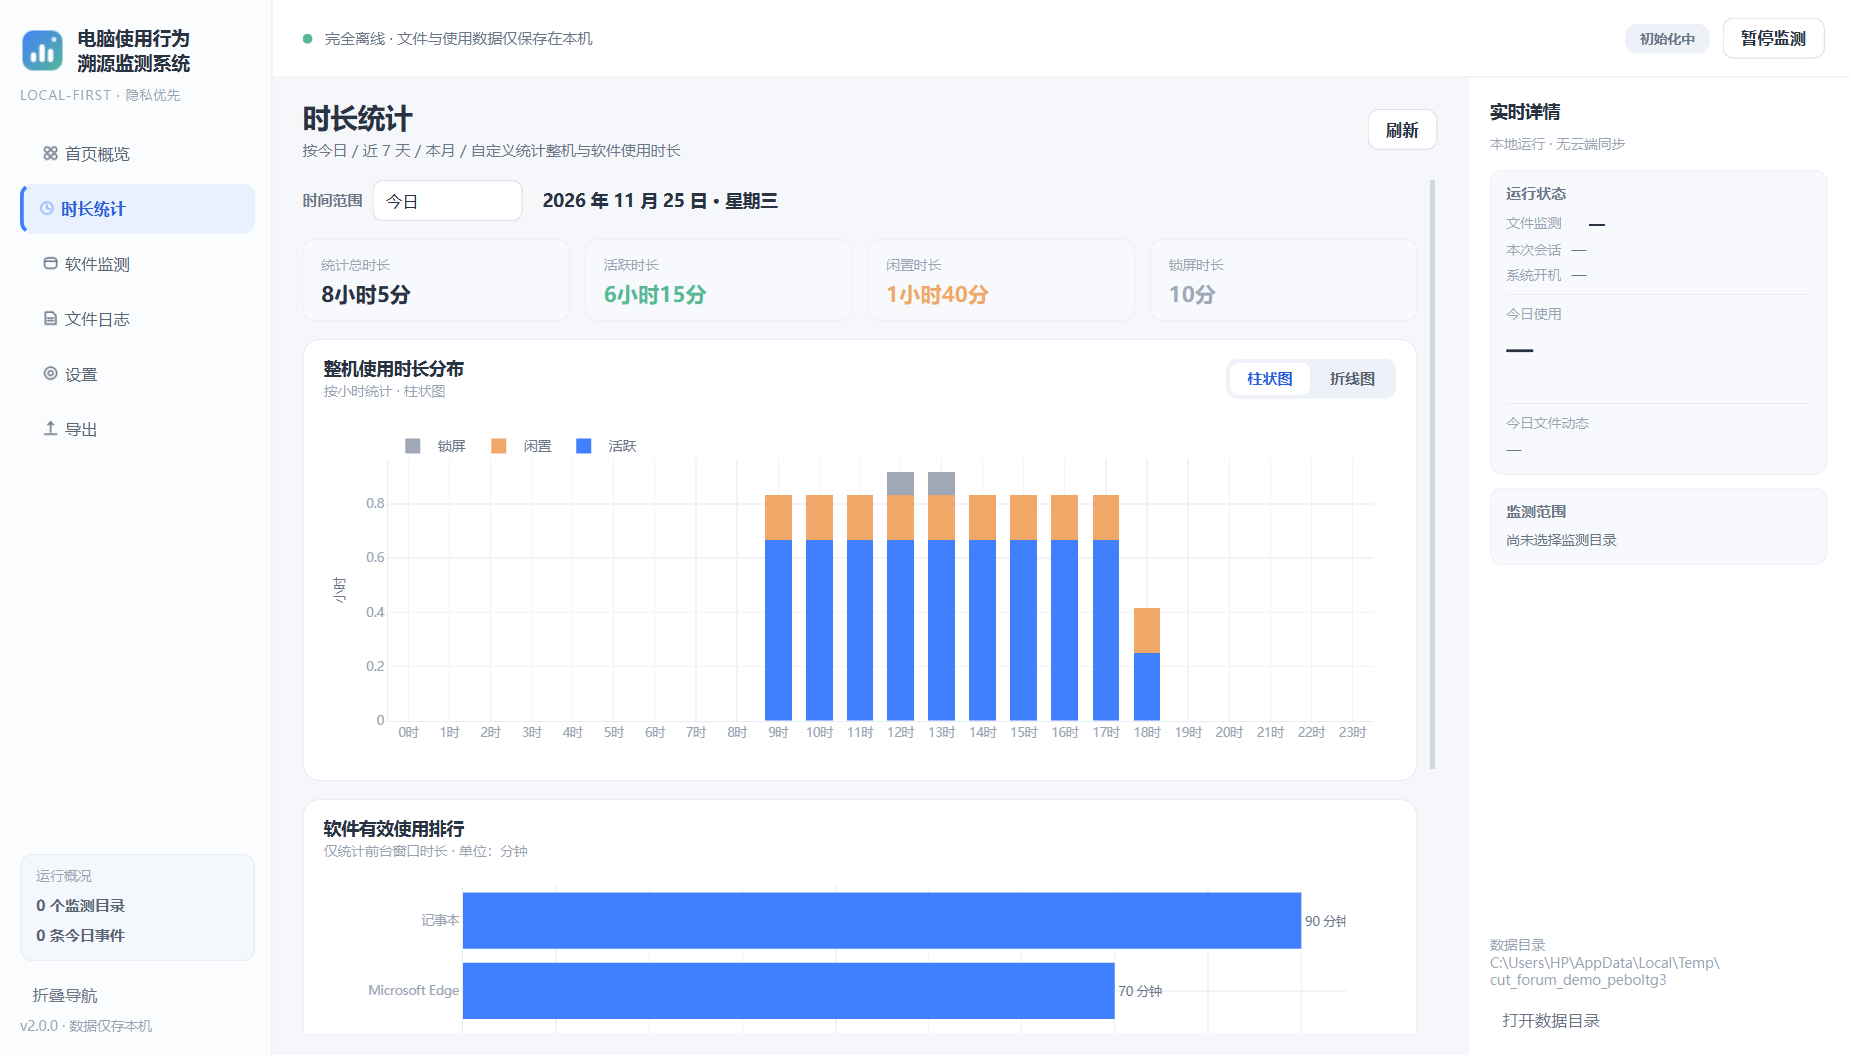 电脑使用行为
溯源监测系统
LOCAL-FIRST · 隐私优先
首页概览
时长统计
软件监测
文件日志
设置
导出
运行概况
0 个监测目录
0 条今日事件
折叠导航
v2.0.0 · 数据仅存本机
完全离线 · 文件与使用数据仅保存在本机
初始化中
暂停监测
时长统计
按今日 / 近 7 天 / 本月 / 自定义统计整机与软件使用时长
刷新
时间范围
今日
2026 年 11 月 25 日 • 星期三
统计总时长
8小时5分
活跃时长
6小时15分
闲置时长
1小时40分
锁屏时长
10分
整机使用时长分布
按小时统计 · 柱状图
柱状图
折线图
锁屏
闲置
活跃
小时
0.8
0.6
0.4
0.2
0
0时 1时 2时 3时 4时 5时 6时 7时 8时 9时 10时 11时 12时 13时 14时 15时 16时 17时 18时 19时 20时 21时 22时 23时
软件有效使用排行
仅统计前台窗口时长 · 单位：分钟
记事本
90 分钟
Microsoft Edge
70 分钟
实时详情
本地运行 · 无云端同步
运行状态
文件监测 —
本次会话 —
系统开机 —
今日使用
—
今日文件动态
—
监测范围
尚未选择监测目录
数据目录
C:\Users\HP\AppData\Local\Temp\
cut_forum_demo_peboltg3
打开数据目录